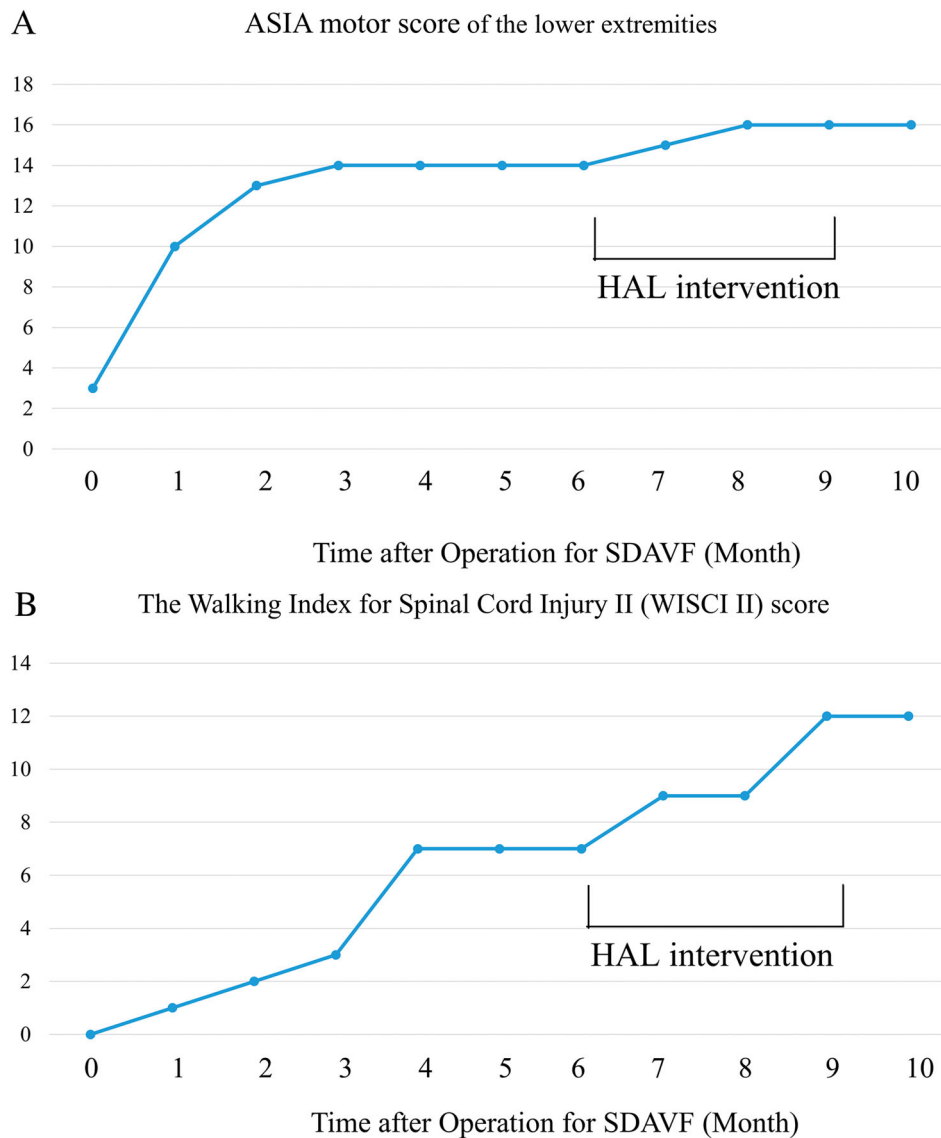 A
ASIA motor score of the lower extremities
18
16
14
12
10
8
6
4
2
0
0 1 2 3 4 5 6 7 8 9 10
HAL intervention
Time after Operation for SDAVF (Month)
B
The Walking Index for Spinal Cord Injury II (WISCI II) score
14
12
10
8
6
4
2
0
0 1 2 3 4 5 6 7 8 9 10
HAL intervention
Time after Operation for SDAVF (Month)